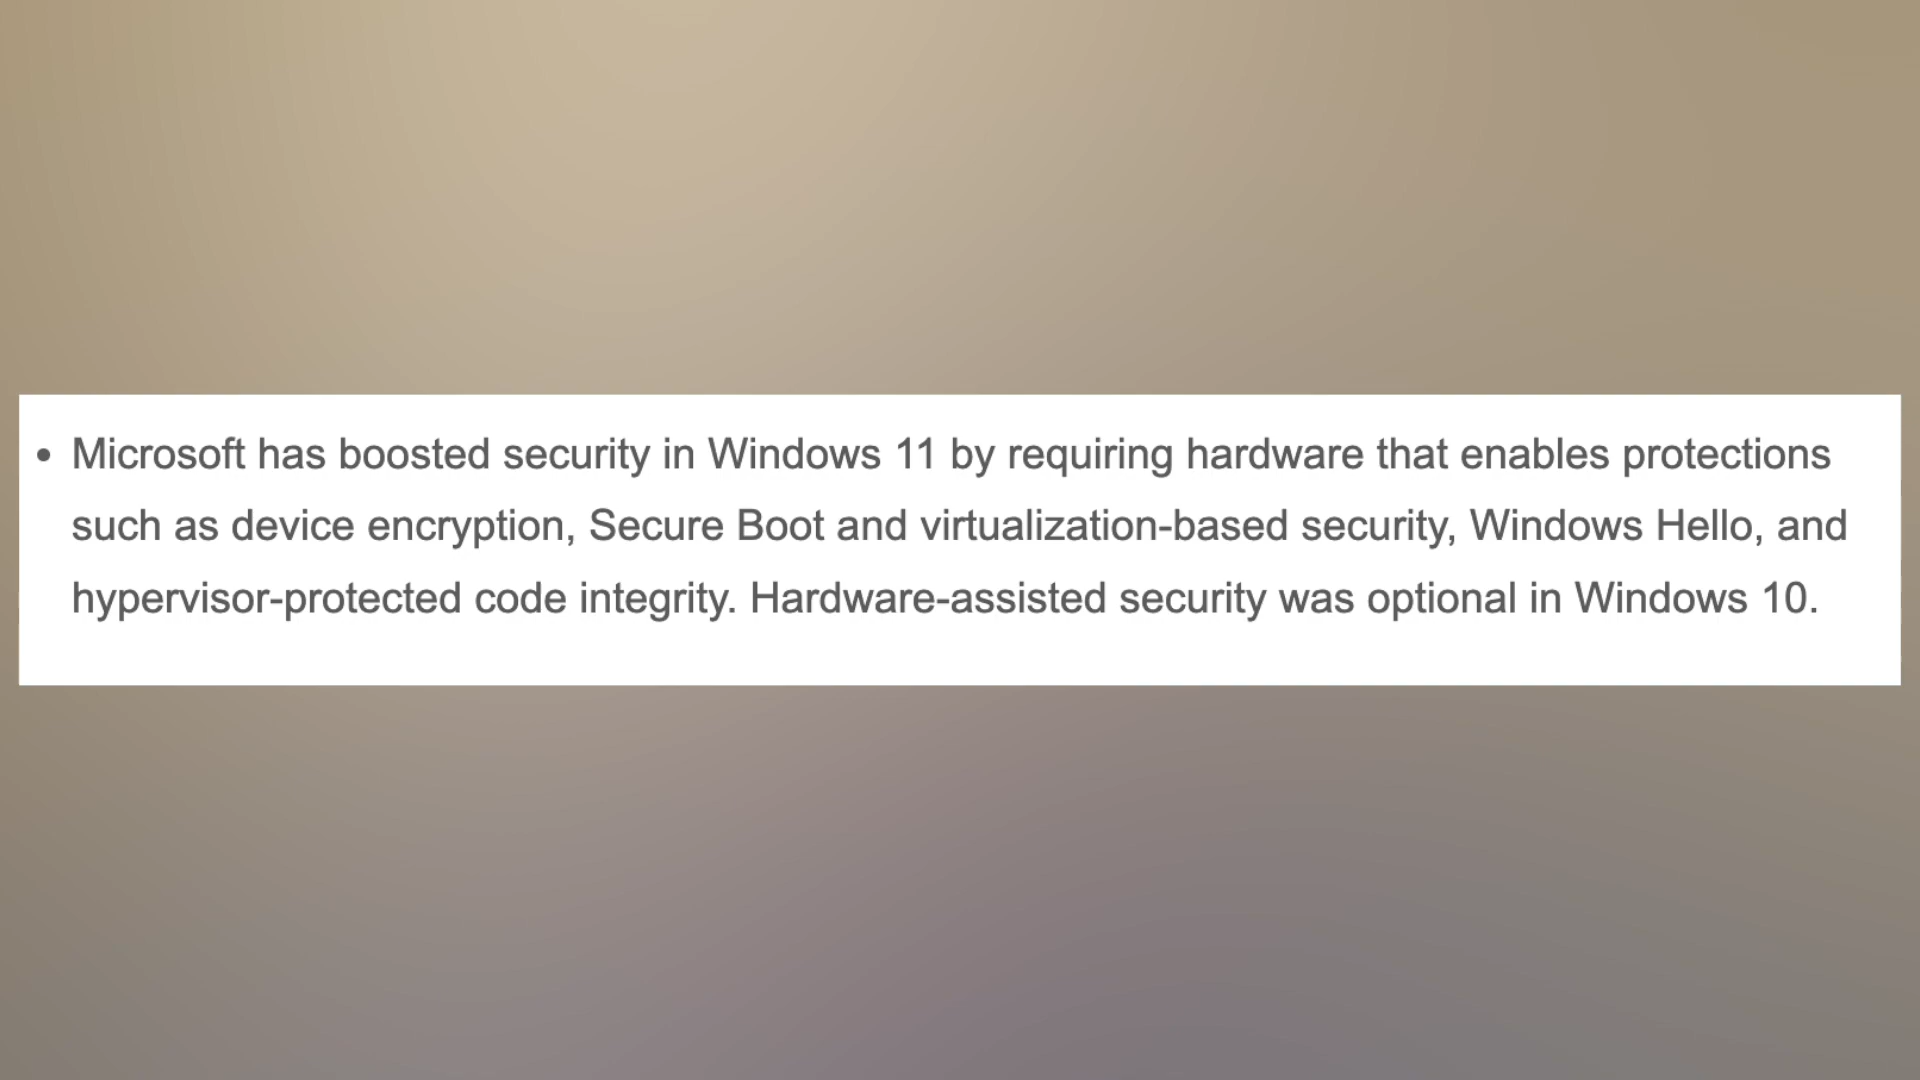 • Microsoft has boosted security in Windows 11 by requiring hardware that enables protections
such as device encryption, Secure Boot and virtualization-based security, Windows Hello, and
hypervisor-protected code integrity. Hardware-assisted security was optional in Windows 10.